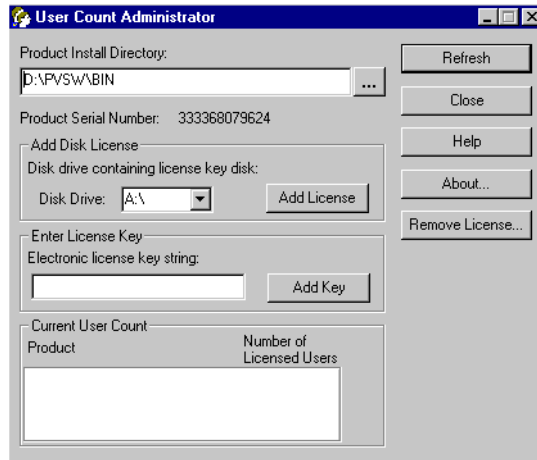 User Count Administrator
Product Install Directory:
D:\PVSW\BIN
...
Product Serial Number: 333368079624
Add Disk License
Disk drive containing license key disk:
Disk Drive: A:\
Add License
Enter License Key
Electronic license key string:
Add Key
Current User Count
Product
Number of
Licensed Users
Refresh
Close
Help
About...
Remove License...